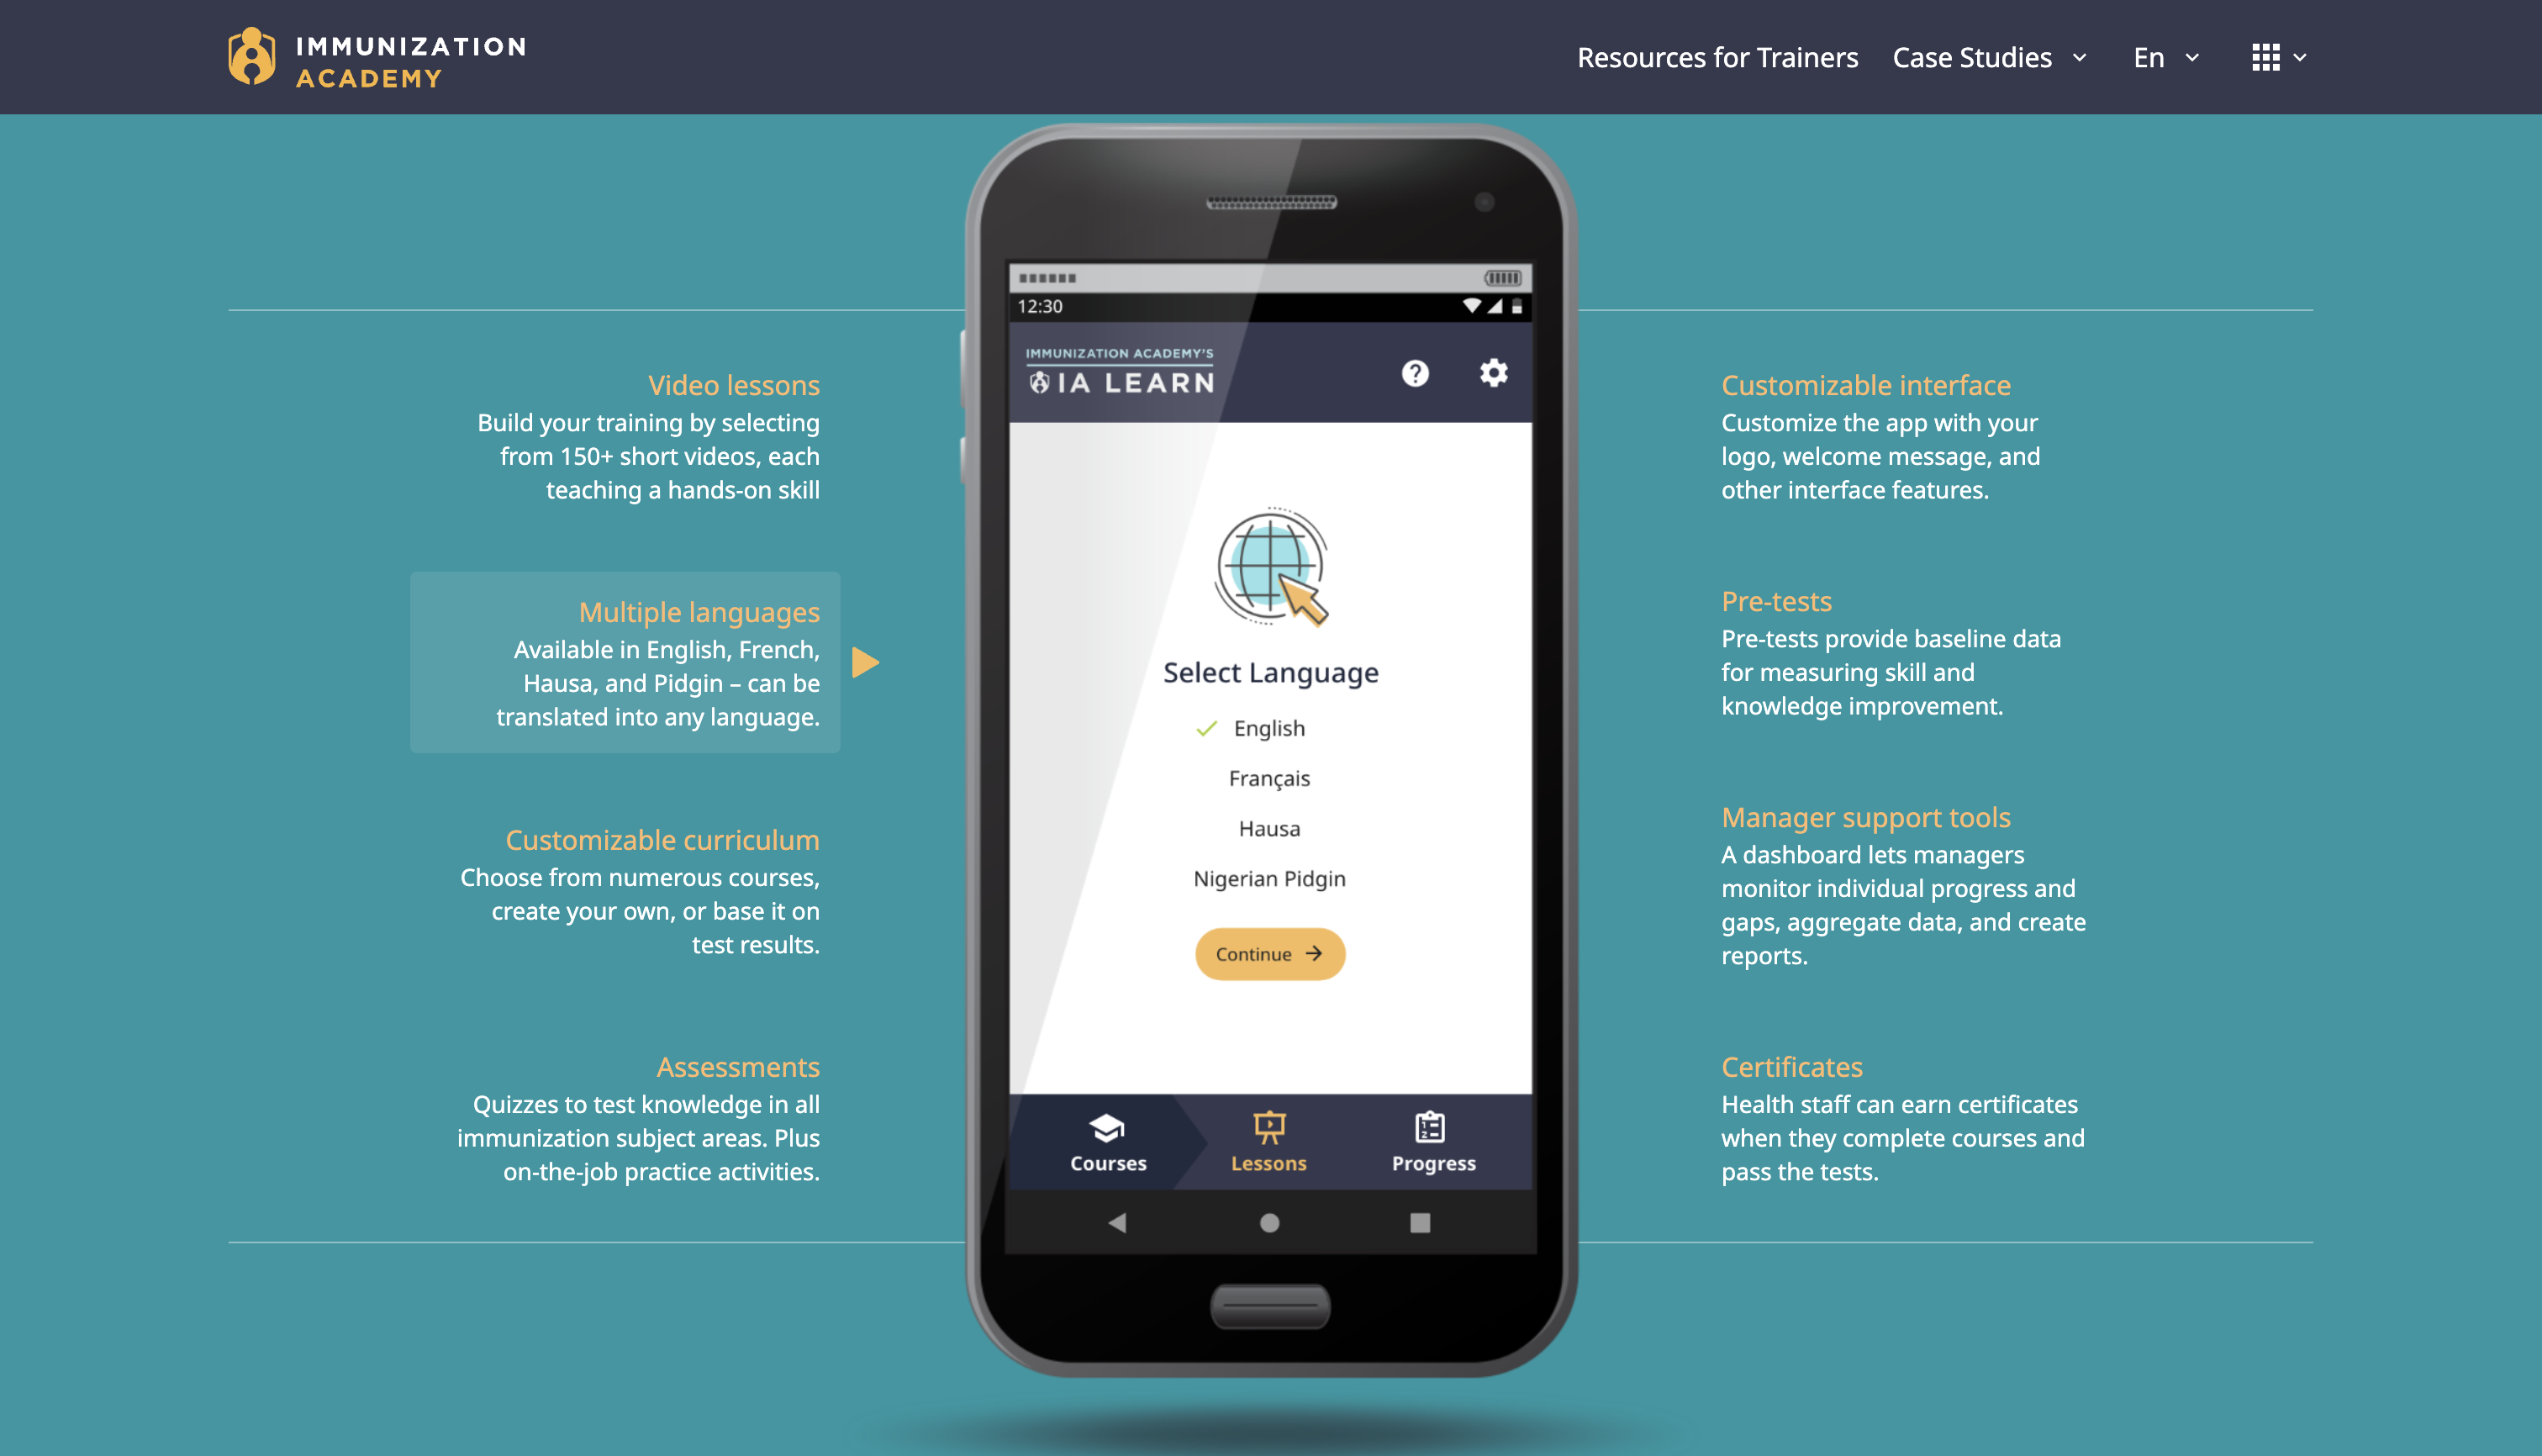 IMMUNIZATION
ACADEMY
Resources for Trainers
Case Studies
En
Video lessons
Build your training by selecting
from 150+ short videos, each
teaching a hands-on skill
Multiple languages
Available in English, French,
Hausa, and Pidgin – can be
translated into any language.
Customizable curriculum
Choose from numerous courses,
create your own, or base it on
test results.
Assessments
Quizzes to test knowledge in all
immunization subject areas. Plus
on-the-job practice activities.
12:30
IMMUNIZATION ACADEMY'S
IA LEARN
Select Language
English
Français
Hausa
Nigerian Pidgin
Continue
Courses
Lessons
Progress
Customizable interface
Customize the app with your
logo, welcome message, and
other interface features.
Pre-tests
Pre-tests provide baseline data
for measuring skill and
knowledge improvement.
Manager support tools
A dashboard lets managers
monitor individual progress and
gaps, aggregate data, and create
reports.
Certificates
Health staff can earn certificates
when they complete courses and
pass the tests.